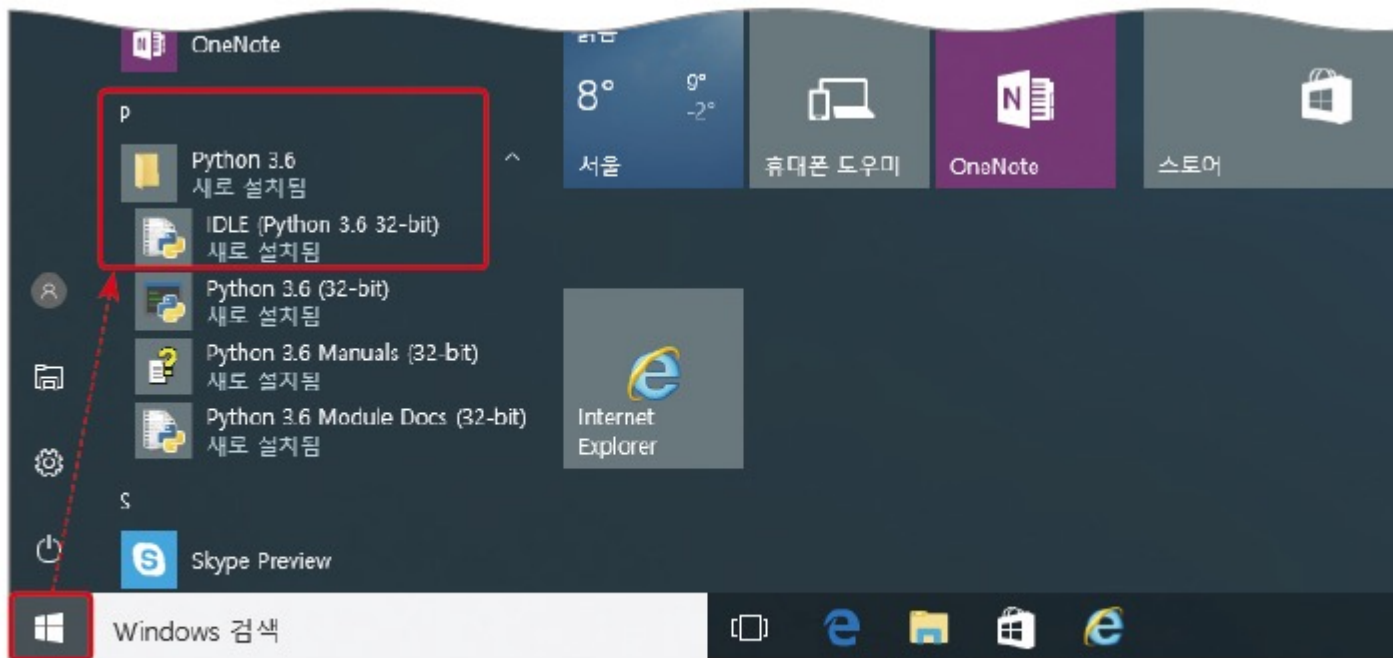 OneNote
P
Python 3.6
새로 설치됨
IDLE (Python 3.6 32-bit)
새로 설치됨
Python 3.6 (32-bit)
새로 설치됨
Python 3.6 Manuals (32-bit)
새로 설치됨
Python 3.6 Module Docs (32-bit)
새로 설치됨
S
Skype Preview
8°
9°
-2°
서울
휴대폰 도우미
OneNote
스토어
Internet
Explorer
Windows 검색